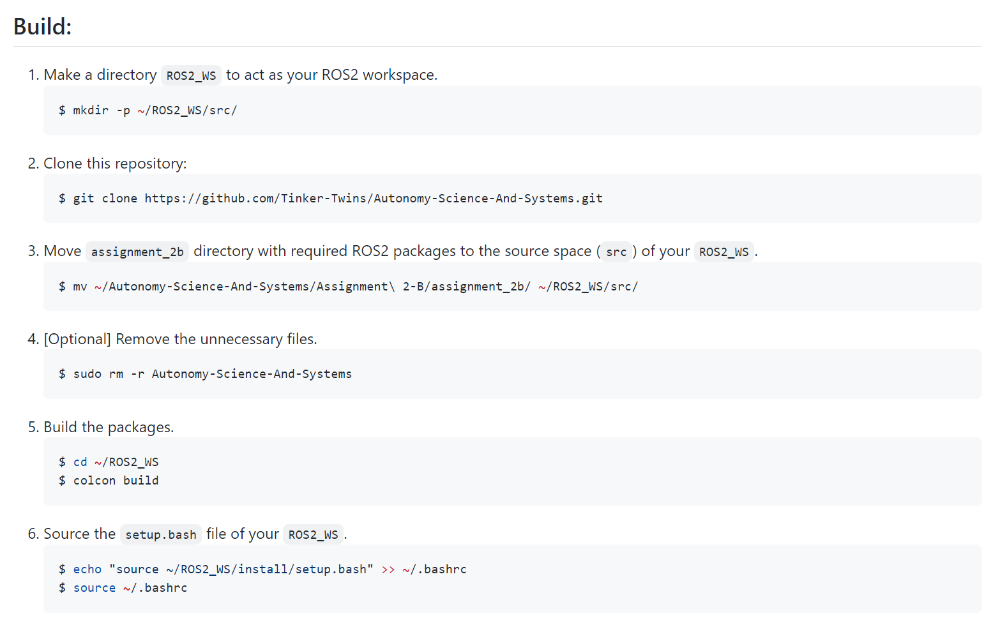 Build:
1. Make a directory ROS2_WS to act as your ROS2 workspace.
$ mkdir -p ~/ROS2_WS/src/
2. Clone this repository:
$ git clone https://github.com/Tinker-Twins/Autonomy-Science-And-Systems.git
3. Move assignment_2b directory with required ROS2 packages to the source space (src) of your ROS2_WS.
$ mv ~/Autonomy-Science-And-Systems/Assignment\ 2-B/assignment_2b/ ~/ROS2_WS/src/
4. [Optional] Remove the unnecessary files.
$ sudo rm -r Autonomy-Science-And-Systems
5. Build the packages.
$ cd ~/ROS2_WS
$ colcon build
6. Source the setup.bash file of your ROS2_WS.
$ echo "source ~/ROS2_WS/install/setup.bash" >> ~/.bashrc
$ source ~/.bashrc